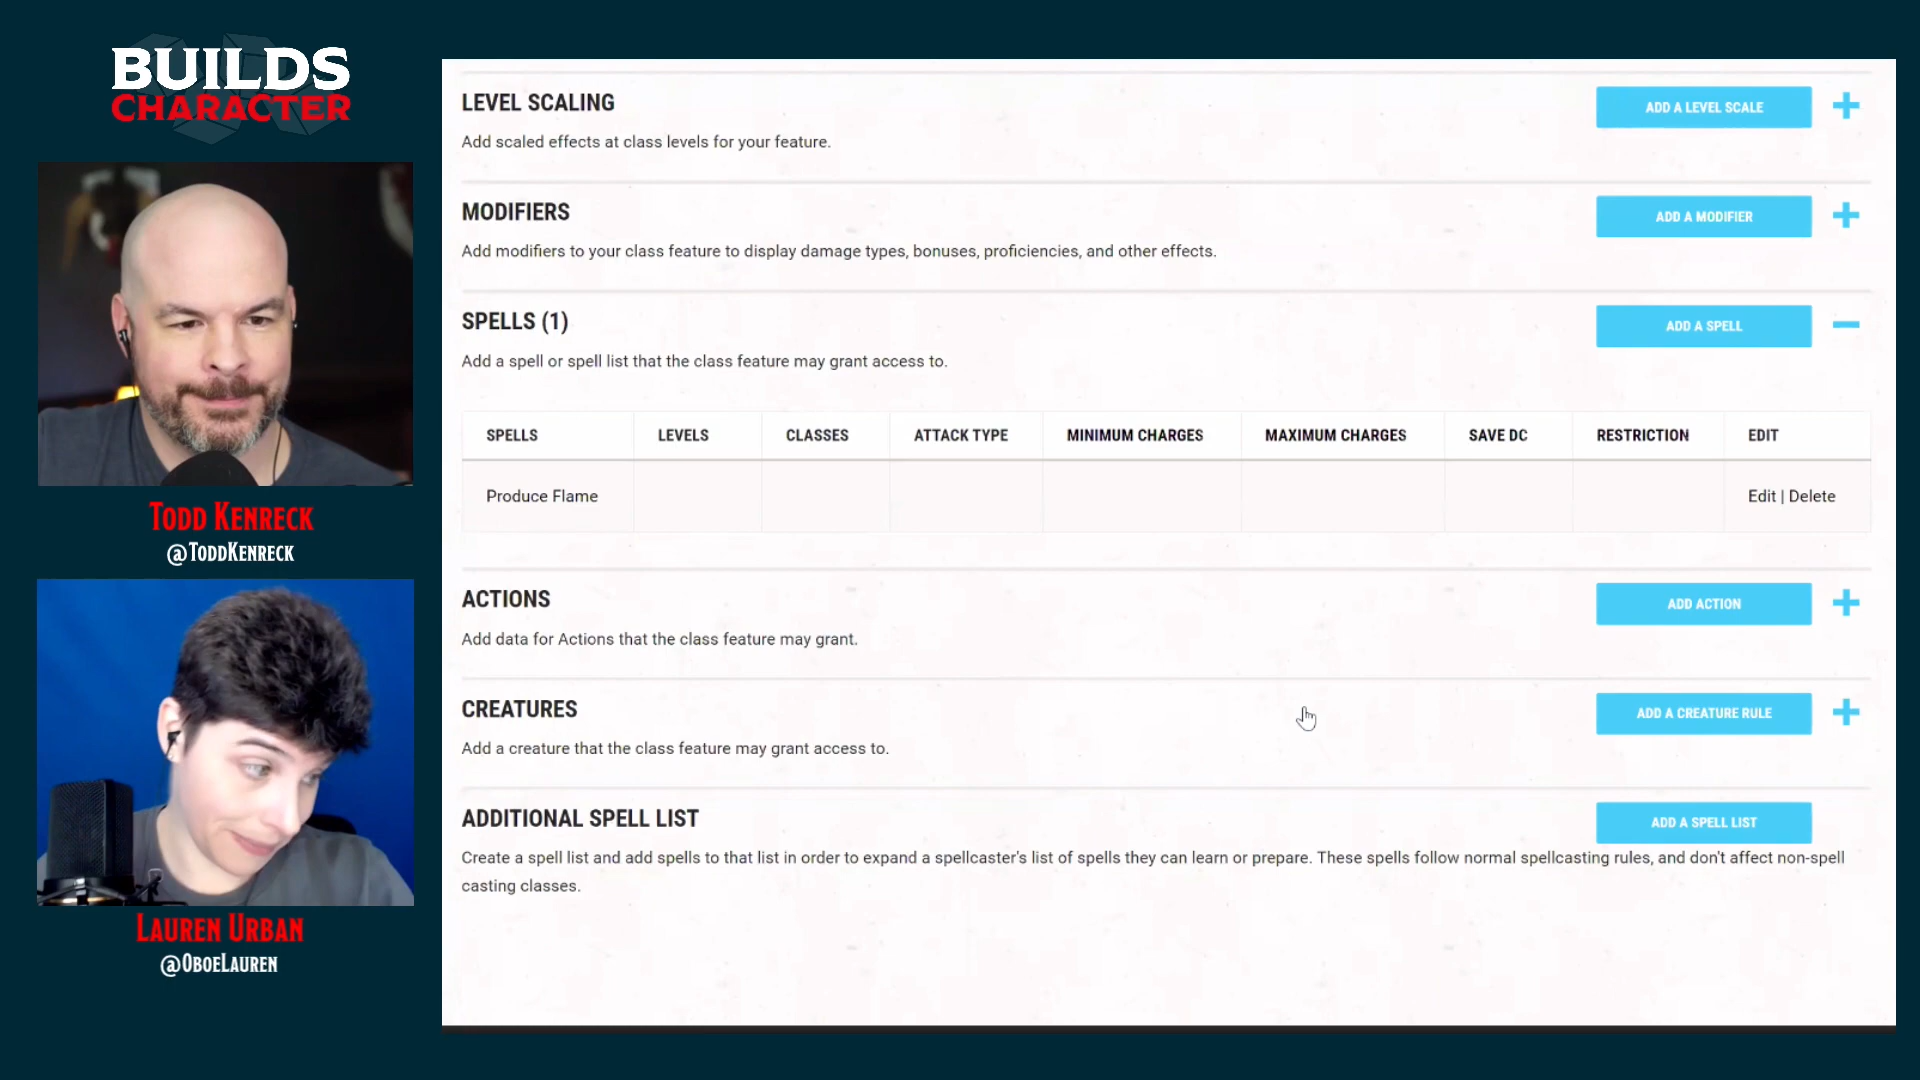 BUILDS
CHARACTER
TODD KENRECK
@TODDKENRECK
LAUREN URBAN
@OBOELAUREN
LEVEL SCALING
ADD A LEVEL SCALE
Add scaled effects at class levels for your feature.
MODIFIERS
ADD A MODIFIER
Add modifiers to your class feature to display damage types, bonuses, proficiencies, and other effects.
SPELLS (1)
ADD A SPELL
Add a spell or spell list that the class feature may grant access to.
SPELLS LEVELS CLASSES ATTACK TYPE MINIMUM CHARGES MAXIMUM CHARGES SAVE DC RESTRICTION EDIT
Produce Flame Edit | Delete
ACTIONS
ADD ACTION
Add data for Actions that the class feature may grant.
CREATURES
ADD A CREATURE RULE
Add a creature that the class feature may grant access to.
ADDITIONAL SPELL LIST
ADD A SPELL LIST
Create a spell list and add spells to that list in order to expand a spellcaster's list of spells they can learn or prepare. These spells follow normal spellcasting rules, and don't affect non-spell
casting classes.